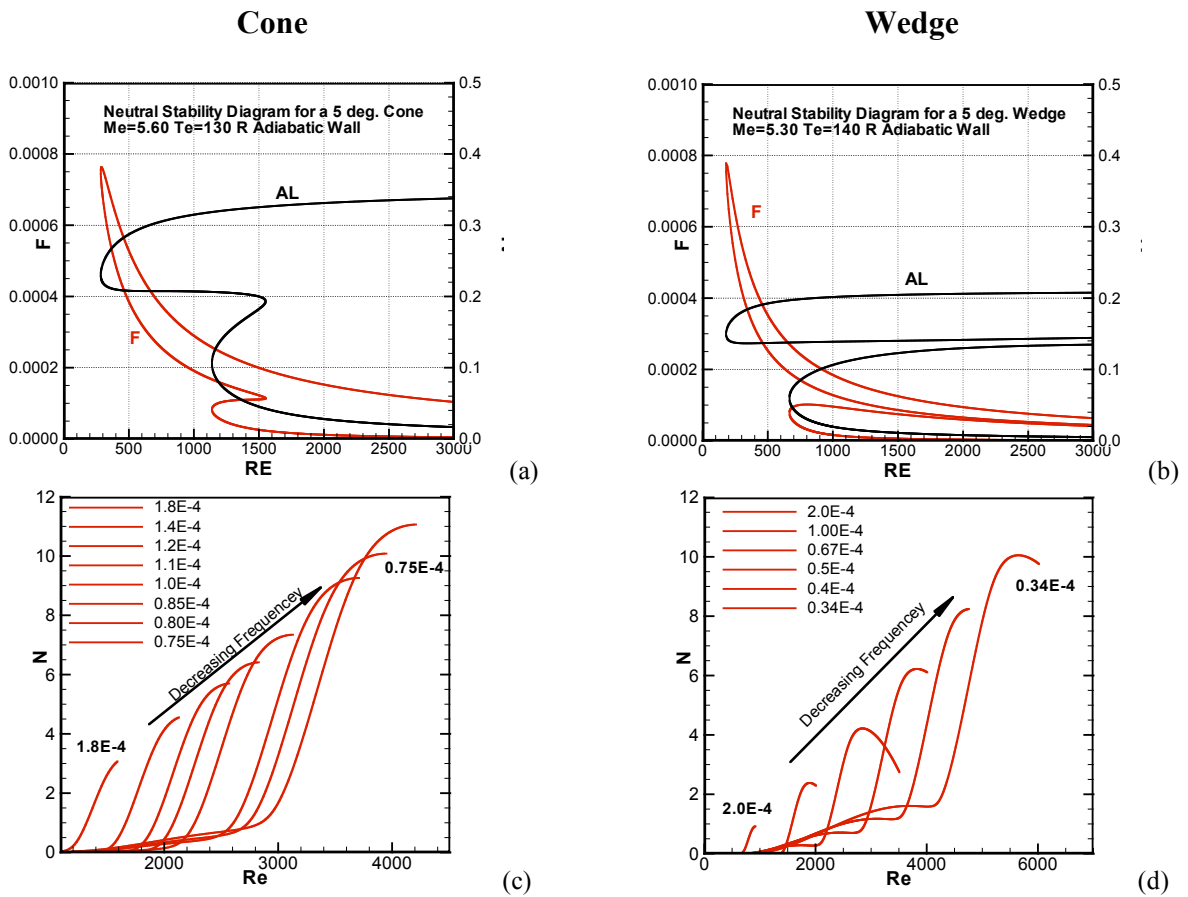 Cone
Wedge
0.0010
0.0008
0.0006
0.0004
0.0002
0.0000
F
0.5
0.4
0.3
0.2
0.1
0.0
Neutral Stability Diagram for a 5 deg. Cone
Me=5.60 Te=130 R Adiabatic Wall
AL
F
0 500 1000 1500 2000 2500 3000
RE
(a)
0.0010
0.0008
0.0006
0.0004
0.0002
0.0000
F
0.5
0.4
0.3
0.2
0.1
0.0
Neutral Stability Diagram for a 5 deg. Wedge
Me=5.30 Te=140 R Adiabatic Wall
F
AL
0 500 1000 1500 2000 2500 3000
RE
(b)
12
10
8
6
4
2
0
N
1.8E-4
1.4E-4
1.2E-4
1.1E-4
1.0E-4
0.85E-4
0.80E-4
0.75E-4
0.75E-4
Decreasing Frequencey
1.8E-4
2000 3000 4000
Re
(c)
12
10
8
6
4
2
0
N
2.0E-4
1.00E-4
0.67E-4
0.5E-4
0.4E-4
0.34E-4
0.34E-4
Decreasing Frequencey
2.0E-4
0 2000 4000 6000
Re
(d)